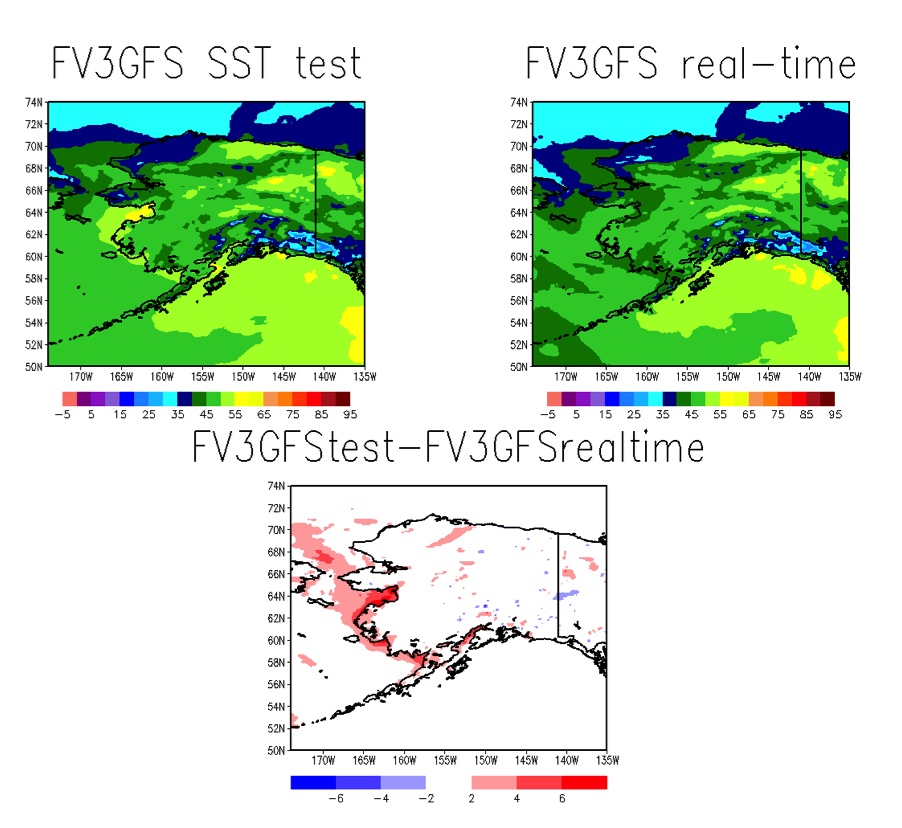 FV3GFS SST test
FV3GFS real-time
74N
72N
70N
68N
66N
64N
62N
60N
58N
56N
54N
52N
50N
170W 165W 160W 155W 150W 145W 140W 135W
-5 5 15 25 35 45 55 65 75 85 95
74N
72N
70N
68N
66N
64N
62N
60N
58N
56N
54N
52N
50N
170W 165W 160W 155W 150W 145W 140W 135W
-5 5 15 25 35 45 55 65 75 85 95
FV3GFStest-FV3GFSrealtime
74N
72N
70N
68N
66N
64N
62N
60N
58N
56N
54N
52N
50N
170W 165W 160W 155W 150W 145W 140W 135W
-6 -4 -2 2 4 6